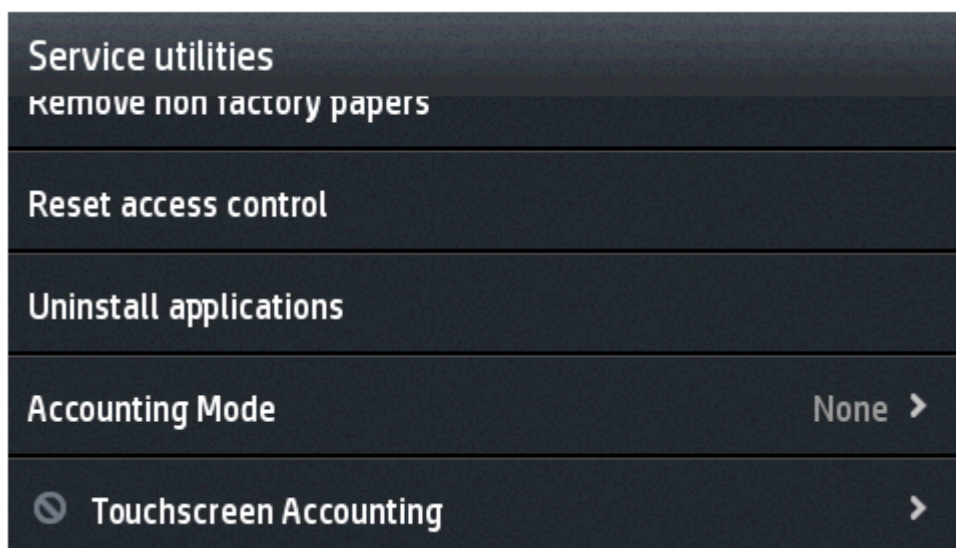 Service utilities
Remove non factory papers
Reset access control
Uninstall applications
Accounting Mode None
Touchscreen Accounting